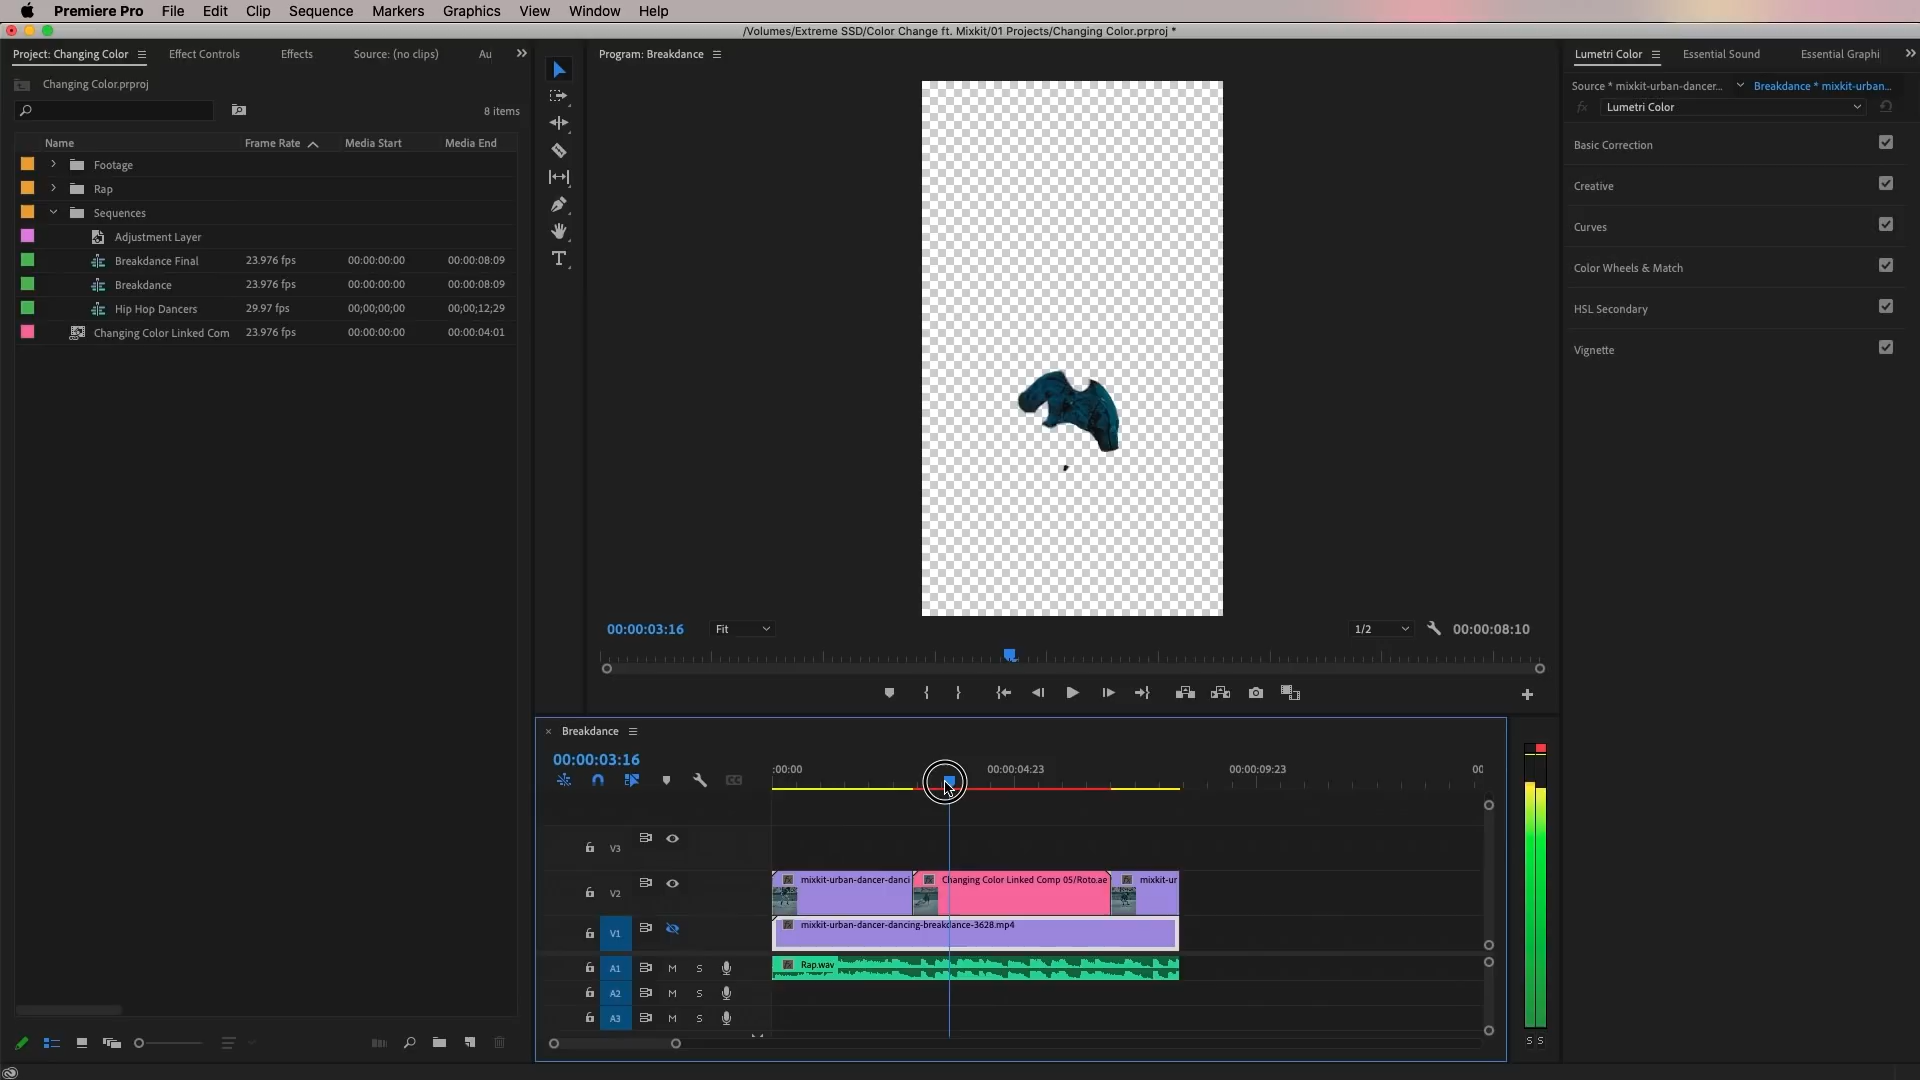 Premiere Pro File Edit Clip Sequence Markers Graphics View Window Help
/Volumes/Extreme SSD/Color Change ft. Mixkit/01 Projects/Changing Color.prproj *
Project: Changing Color Effect Controls Effects Source: (no clips) Au
Changing Color.prproj
8 items
Name Frame Rate Media Start Media End
Footage
Rap
Sequences
Adjustment Layer
Breakdance Final 23.976 fps 00:00:00:00 00:00:08:09
Breakdance 23.976 fps 00:00:00:00 00:00:08:09
Hip Hop Dancers 29.97 fps 00;00;00;00 00;00;12;29
Changing Color Linked Com 23.976 fps 00:00:00:00 00:00:04:01
Program: Breakdance
00:00:03:16 Fit 1/2 00:00:08:10
Breakdance
00:00:03:16
:00:00 00:00:04:23 00:00:09:23 00
V3
V2
mixkit-urban-dancer-danci Changing Color Linked Comp 05/Roto.ae mixkit-ur
V1
mixkit-urban-dancer-dancing-breakdance-3628.mp4
A1 M S Rap.wav
A2 M S
A3 M S
S S
Lumetri Color Essential Sound Essential Graphi
Source * mixkit-urban-dancer... Breakdance * mixkit-urban...
fx Lumetri Color
Basic Correction
Creative
Curves
Color Wheels & Match
HSL Secondary
Vignette